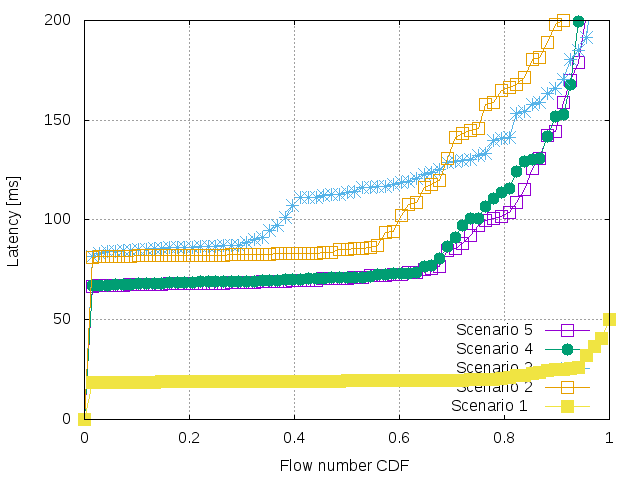 200
150
100
50
0
Latency [ms]
Scenario 5
Scenario 4
Scenario 3
Scenario 2
Scenario 1
0 0.2 0.4 0.6 0.8 1
Flow number CDF